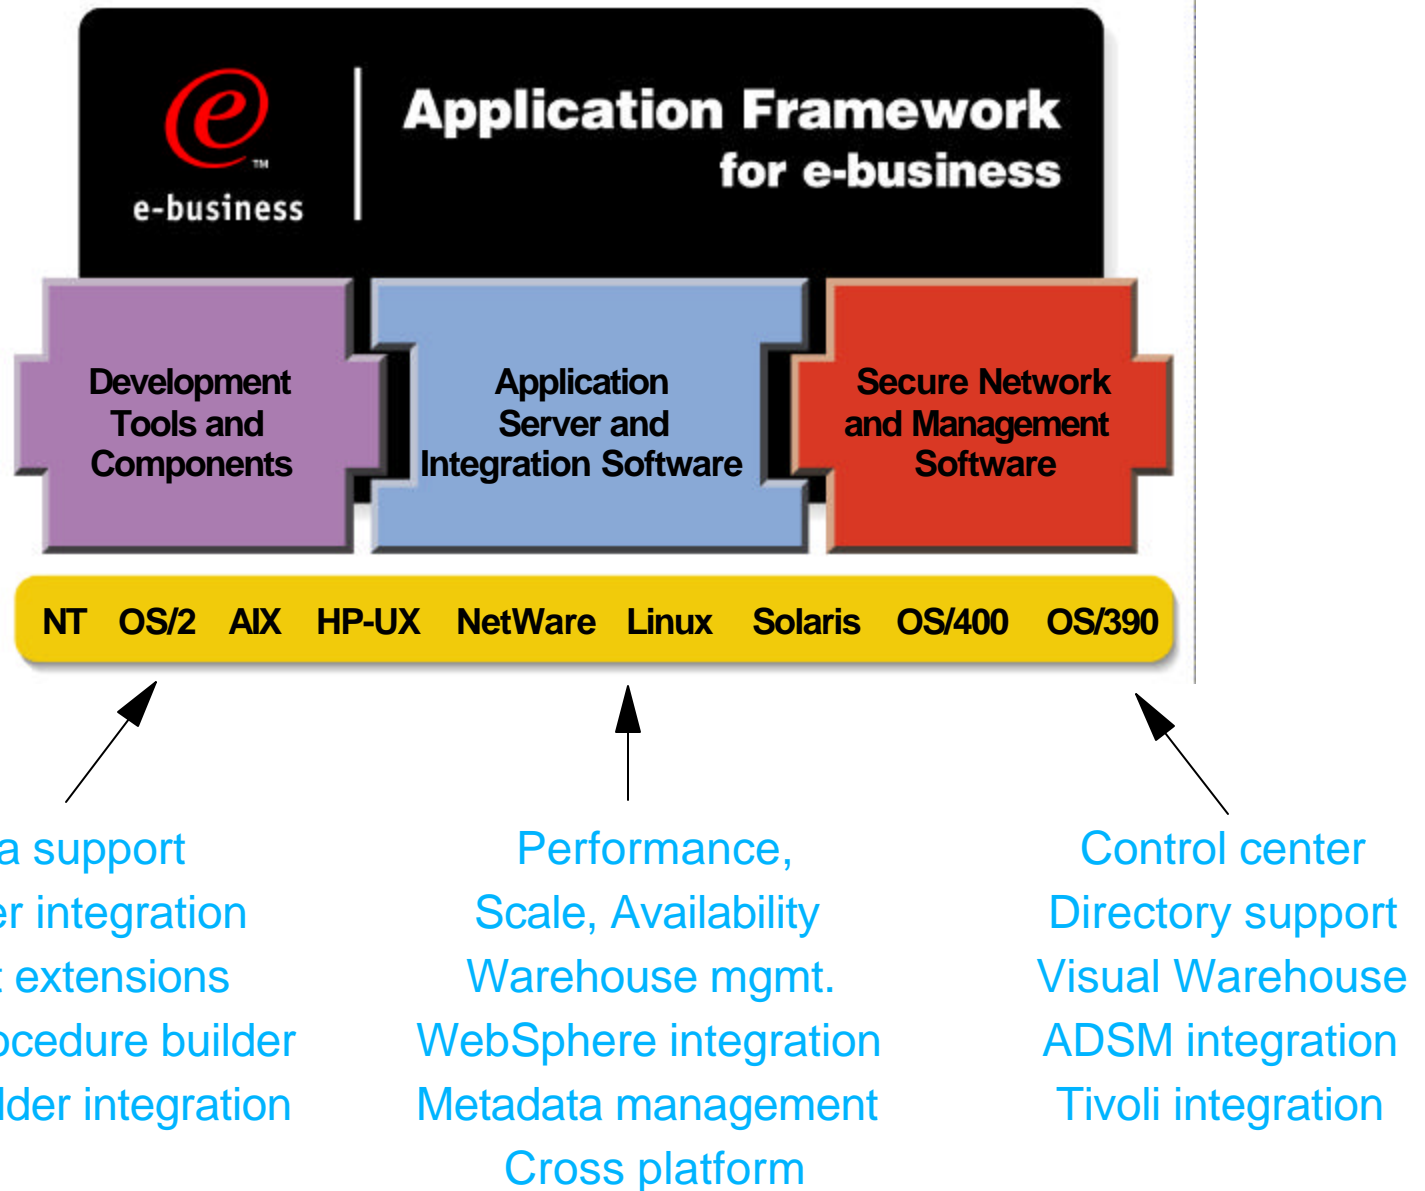 e
TM
e-business
Application Framework
for e-business
Development
Tools and
Components
Application
Server and
Integration Software
Secure Network
and Management
Software
NT OS/2 AIX HP-UX NetWare Linux Solaris OS/400 OS/390
a support
integration
extensions
builder
integration
Performance,
Scale, Availability
Warehouse mgmt.
WebSphere integration
Metadata management
Cross platform
Control center
Directory support
Visual Warehouse
ADSM integration
Tivoli integration